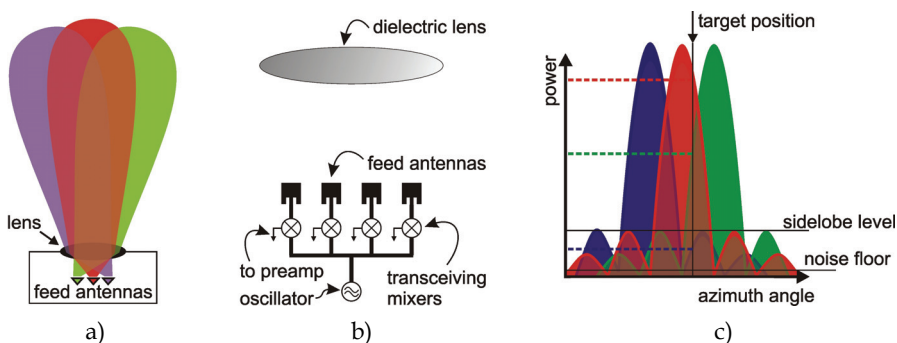 lens
feed antennas
a)
dielectric lens
feed antennas
to preamp
oscillator
transceiving
mixers
b)
target position
power
sidelobe level
noise floor
azimuth angle
c)